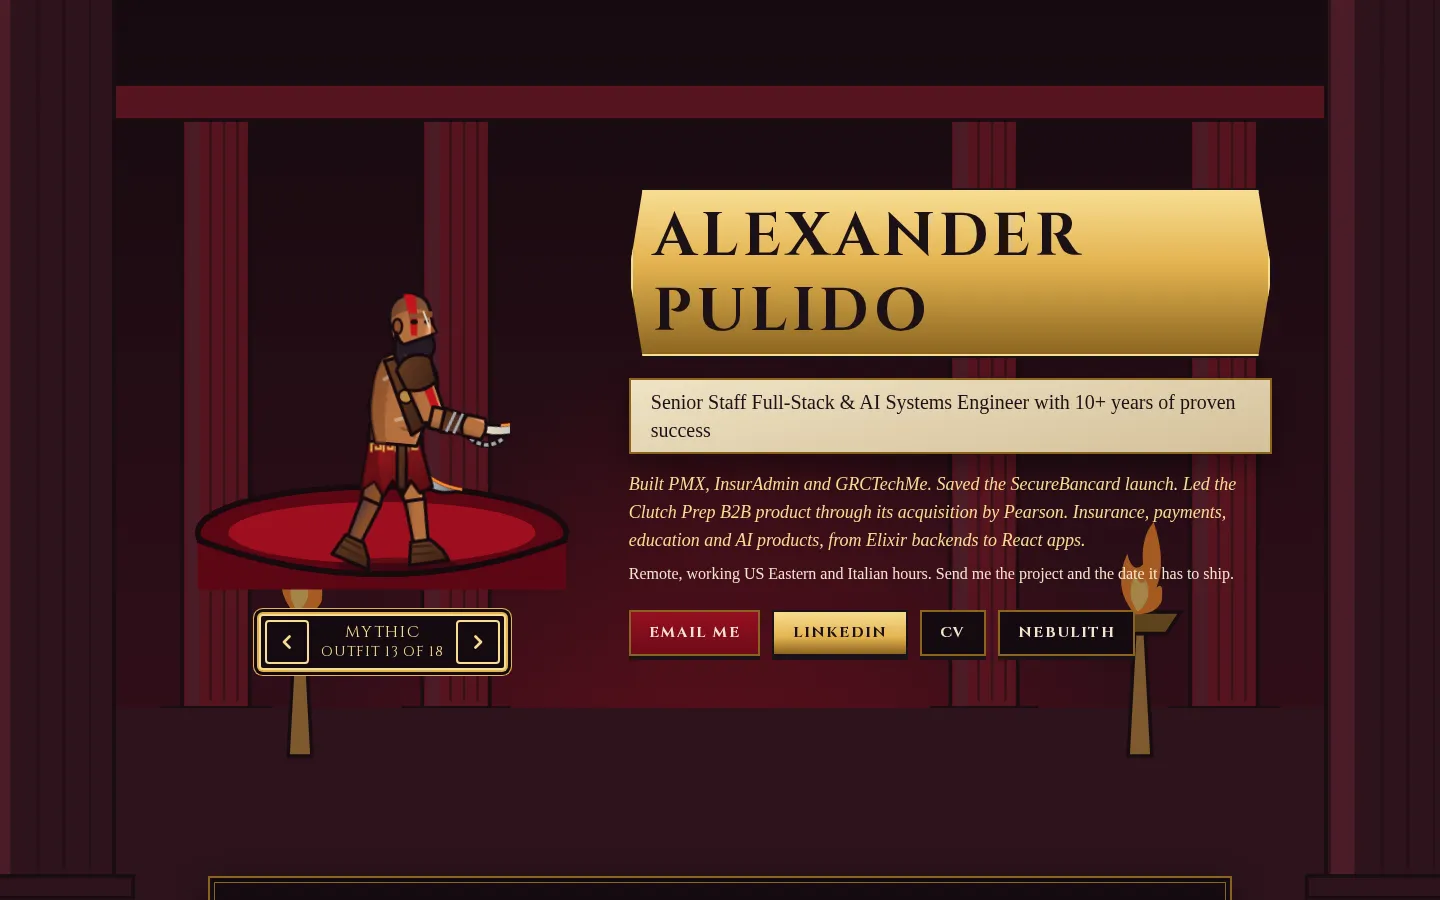 ALEXANDER
PULIDO
Senior Staff Full-Stack & AI Systems Engineer with 10+ years of proven
success
Built PMX, InsurAdmin and GRCTechMe. Saved the SecureBancard launch. Led the
Clutch Prep B2B product through its acquisition by Pearson. Insurance, payments,
education and AI products, from Elixir backends to React apps.
Remote, working US Eastern and Italian hours. Send me the project and the date it has to ship.
EMAIL ME
LINKEDIN
CV
NEBULITH
MYTHIC
OUTFIT 13 OF 18